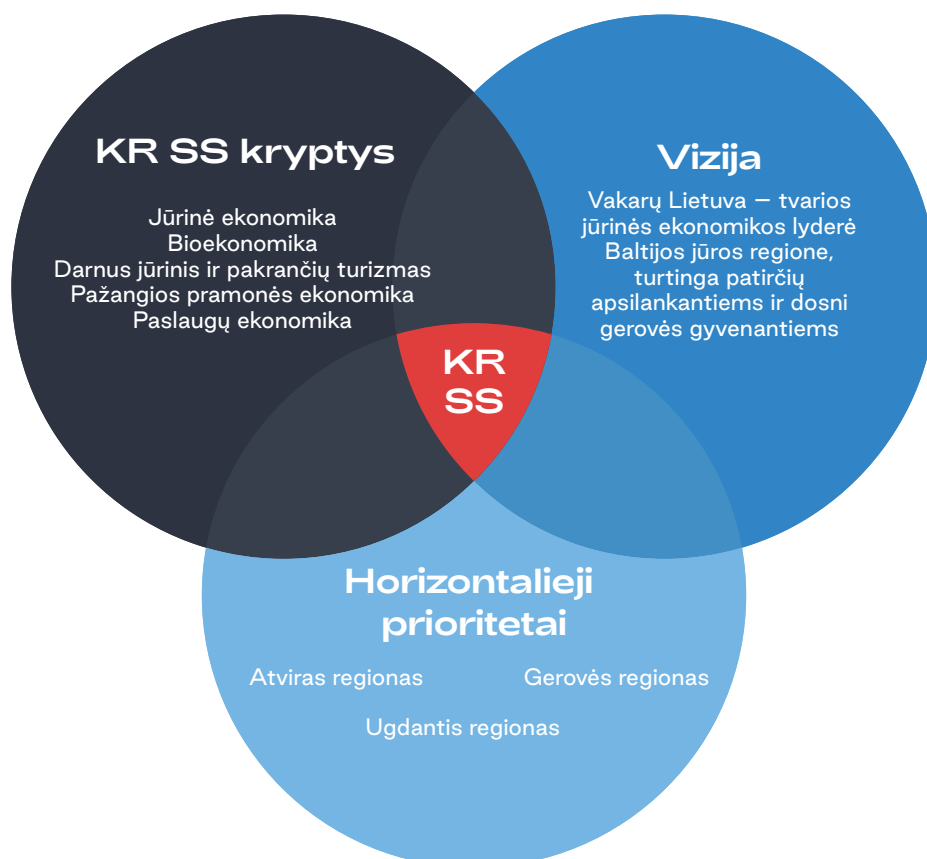 KR SS kryptys
Jūrinė ekonomika
Bioekonomika
Darnus jūrinis ir pakrančių turizmas
Pažangios pramonės ekonomika
Paslaugų ekonomika
Vizija
Vakarų Lietuva – tvarios
jūrinės ekonomikos lyderė
Baltijos jūros regione,
turtinga patirčių
apsilankantiems ir dosni
gerovės gyvenantiems
KR
SS
Horizontalieji
prioritetai
Atviras regionas
Gerovės regionas
Ugdantis regionas